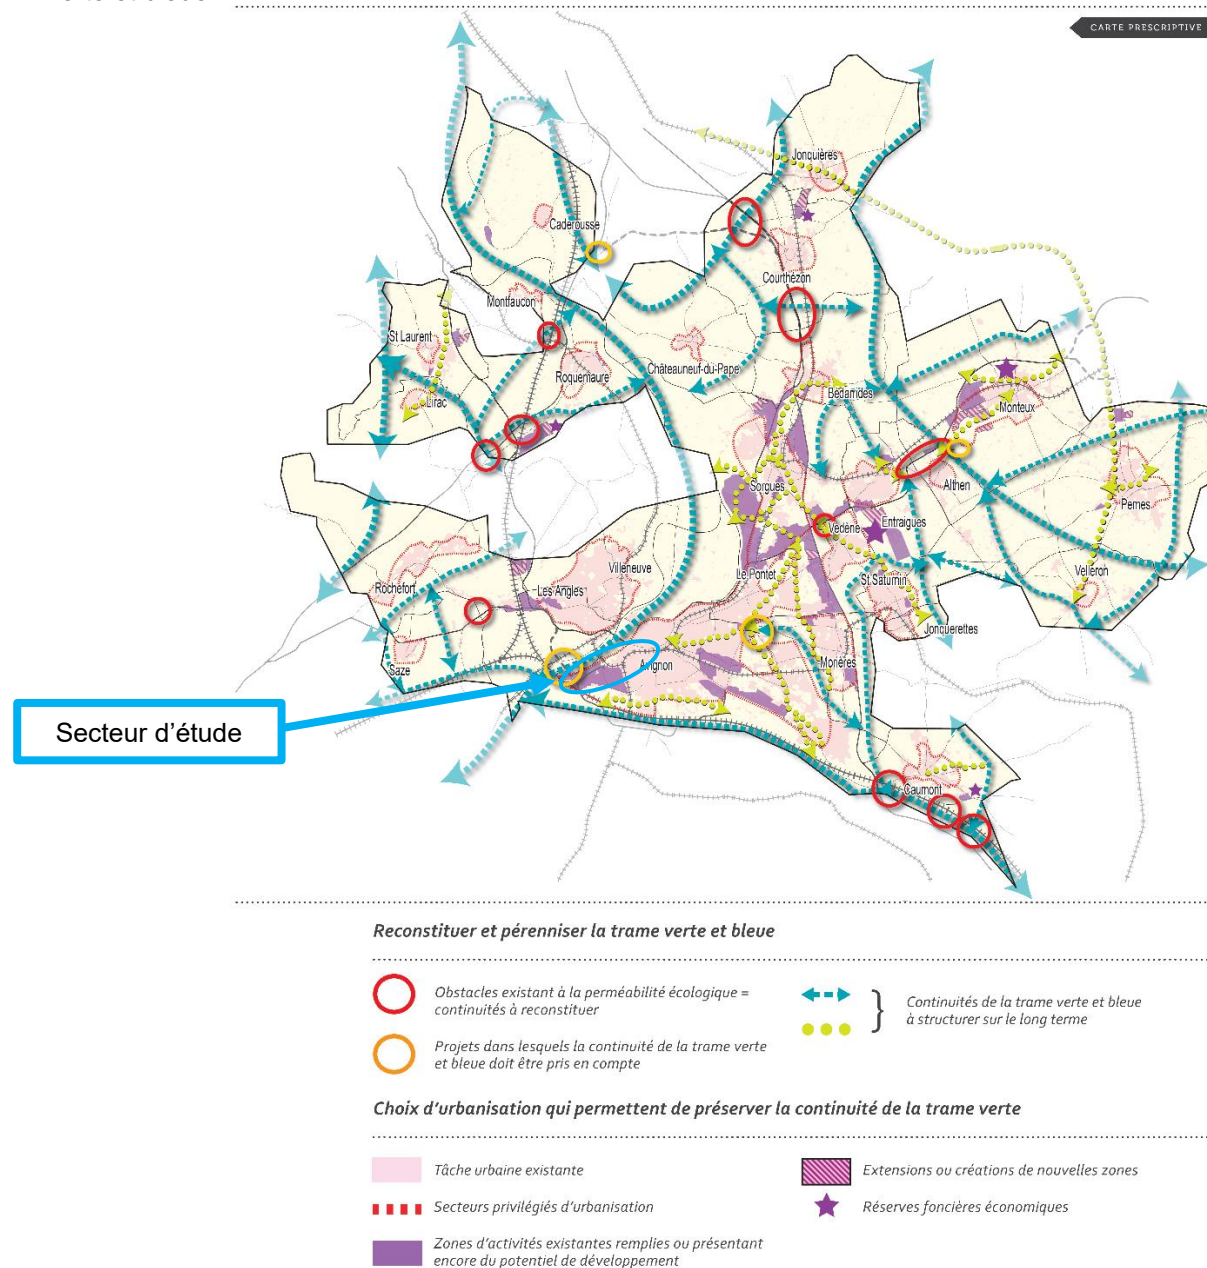 CARTE PRESCRIPTIVE
Jonquières
Caderousse
Courthézon
Montfaucon
St Laurent
Châteauneuf-du-Pape
Roquemaure
Bédarrides
Lirac
Monteux
Sorgues
Althen
Pernes
Vedène
Entraigues
Villeneuve
Le Pontet
Velleron
Rochefort
Les Angles
St Saturnin
Jonquerettes
Saze
Avignon
Morières
Secteur d’étude
Caumont
Reconstituer et pérenniser la trame verte et bleue
Obstacles existant à la perméabilité écologique =
continuités à reconstituer
Continuités de la trame verte et bleue
à structurer sur le long terme
Projets dans lesquels la continuité de la trame verte
et bleue doit être pris en compte
Choix d’urbanisation qui permettent de préserver la continuité de la trame verte
Tâche urbaine existante
Extensions ou créations de nouvelles zones
Secteurs privilégiés d’urbanisation
Réserves foncières économiques
Zones d’activités existantes remplies ou présentant
encore du potentiel de développement